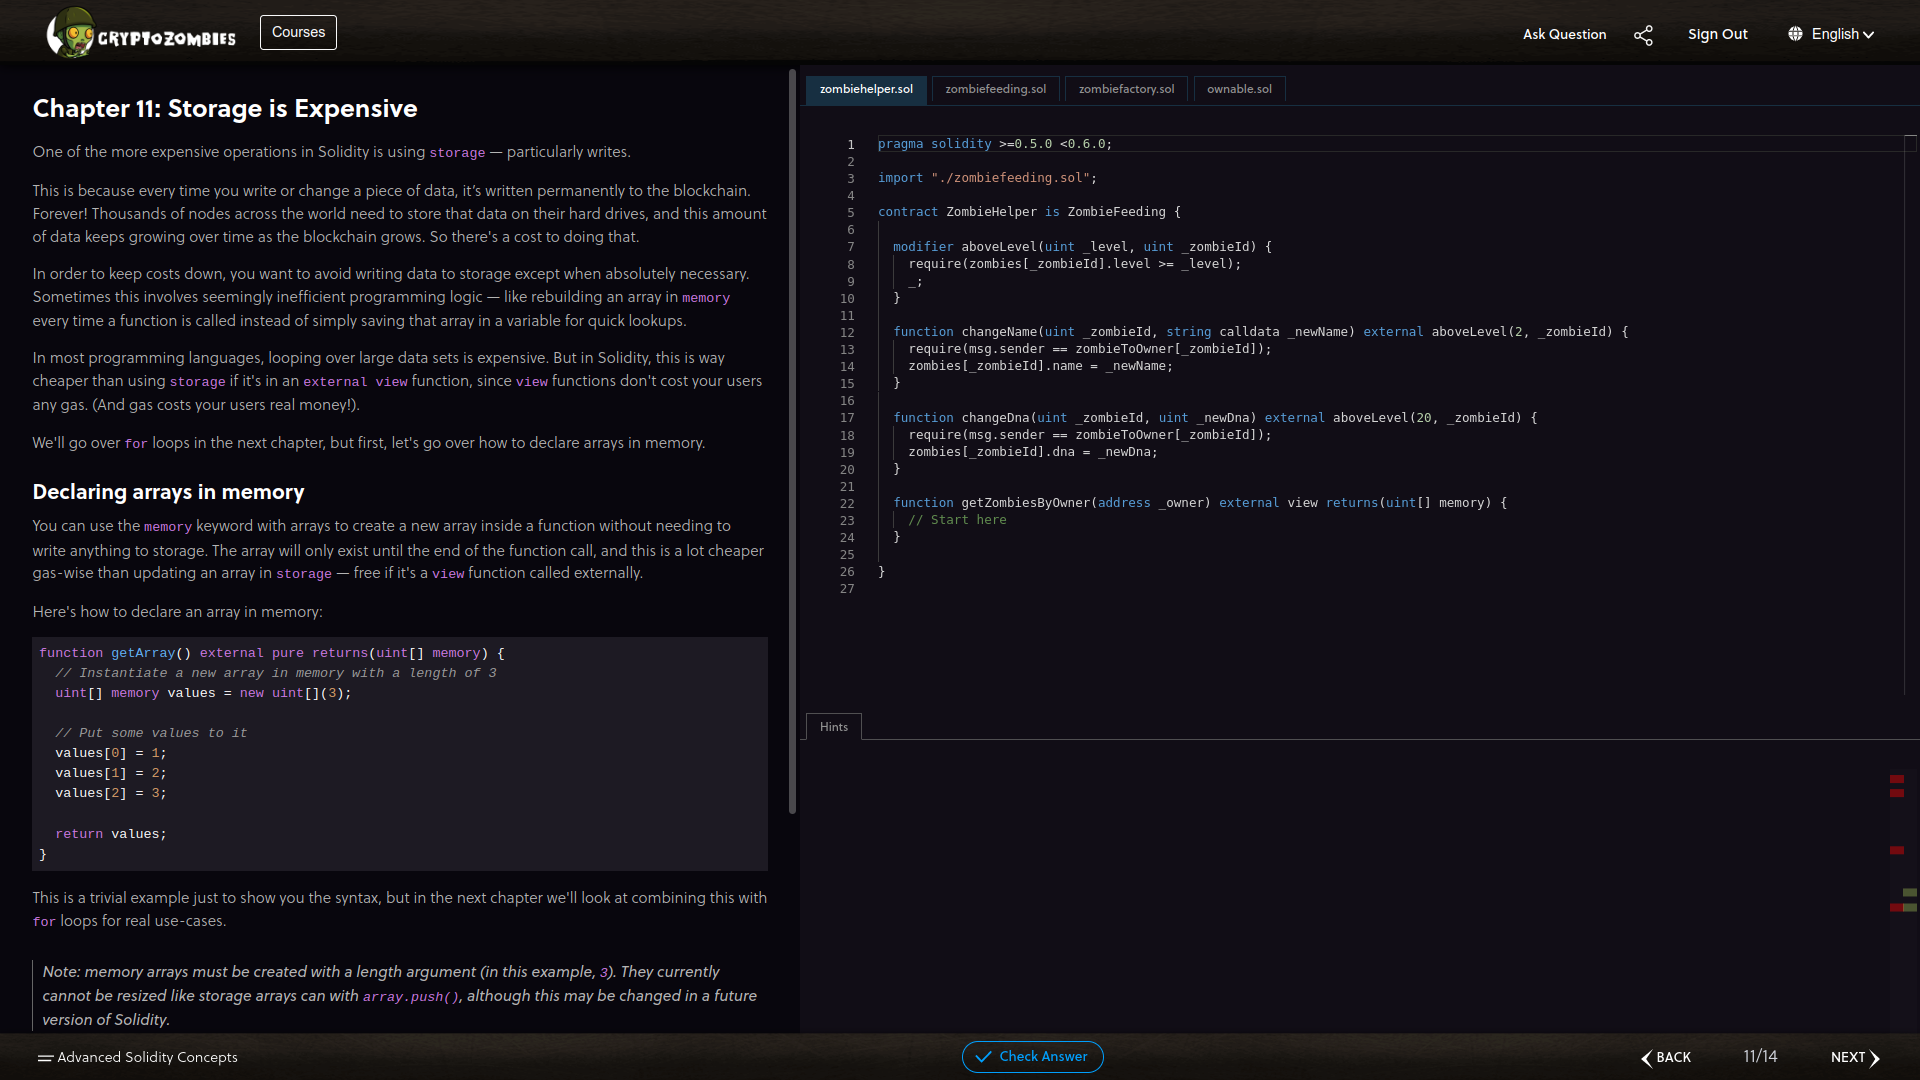 CRYPTOZOMBIES
Courses
Ask Question
Sign Out
English
Chapter 11: Storage is Expensive
One of the more expensive operations in Solidity is using storage — particularly writes.
This is because every time you write or change a piece of data, it’s written permanently to the blockchain.
Forever! Thousands of nodes across the world need to store that data on their hard drives, and this amount
of data keeps growing over time as the blockchain grows. So there's a cost to doing that.
In order to keep costs down, you want to avoid writing data to storage except when absolutely necessary.
Sometimes this involves seemingly inefficient programming logic — like rebuilding an array in memory
every time a function is called instead of simply saving that array in a variable for quick lookups.
In most programming languages, looping over large data sets is expensive. But in Solidity, this is way
cheaper than using storage if it's in an external view function, since view functions don't cost your users
any gas. (And gas costs your users real money!).
We'll go over for loops in the next chapter, but first, let's go over how to declare arrays in memory.
Declaring arrays in memory
You can use the memory keyword with arrays to create a new array inside a function without needing to
write anything to storage. The array will only exist until the end of the function call, and this is a lot cheaper
gas-wise than updating an array in storage — free if it's a view function called externally.
Here's how to declare an array in memory:
function getArray() external pure returns(uint[] memory) {
// Instantiate a new array in memory with a length of 3
uint[] memory values = new uint[](3);
// Put some values to it
values[0] = 1;
values[1] = 2;
values[2] = 3;
return values;
}
This is a trivial example just to show you the syntax, but in the next chapter we'll look at combining this with
for loops for real use-cases.
Note: memory arrays must be created with a length argument (in this example, 3). They currently
cannot be resized like storage arrays can with array.push(), although this may be changed in a future
version of Solidity.
zombiehelper.sol
zombiefeeding.sol
zombiefactory.sol
ownable.sol
1 pragma solidity >=0.5.0 <0.6.0;
2
3 import "./zombiefeeding.sol";
4
5 contract ZombieHelper is ZombieFeeding {
6
7 modifier aboveLevel(uint _level, uint _zombieId) {
8 require(zombies[_zombieId].level >= _level);
9 _;
10 }
11
12 function changeName(uint _zombieId, string calldata _newName) external aboveLevel(2, _zombieId) {
13 require(msg.sender == zombieToOwner[_zombieId]);
14 zombies[_zombieId].name = _newName;
15 }
16
17 function changeDna(uint _zombieId, uint _newDna) external aboveLevel(20, _zombieId) {
18 require(msg.sender == zombieToOwner[_zombieId]);
19 zombies[_zombieId].dna = _newDna;
20 }
21
22 function getZombiesByOwner(address _owner) external view returns(uint[] memory) {
23 // Start here
24 }
25
26 }
27
Hints
Advanced Solidity Concepts
Check Answer
BACK
11/14
NEXT